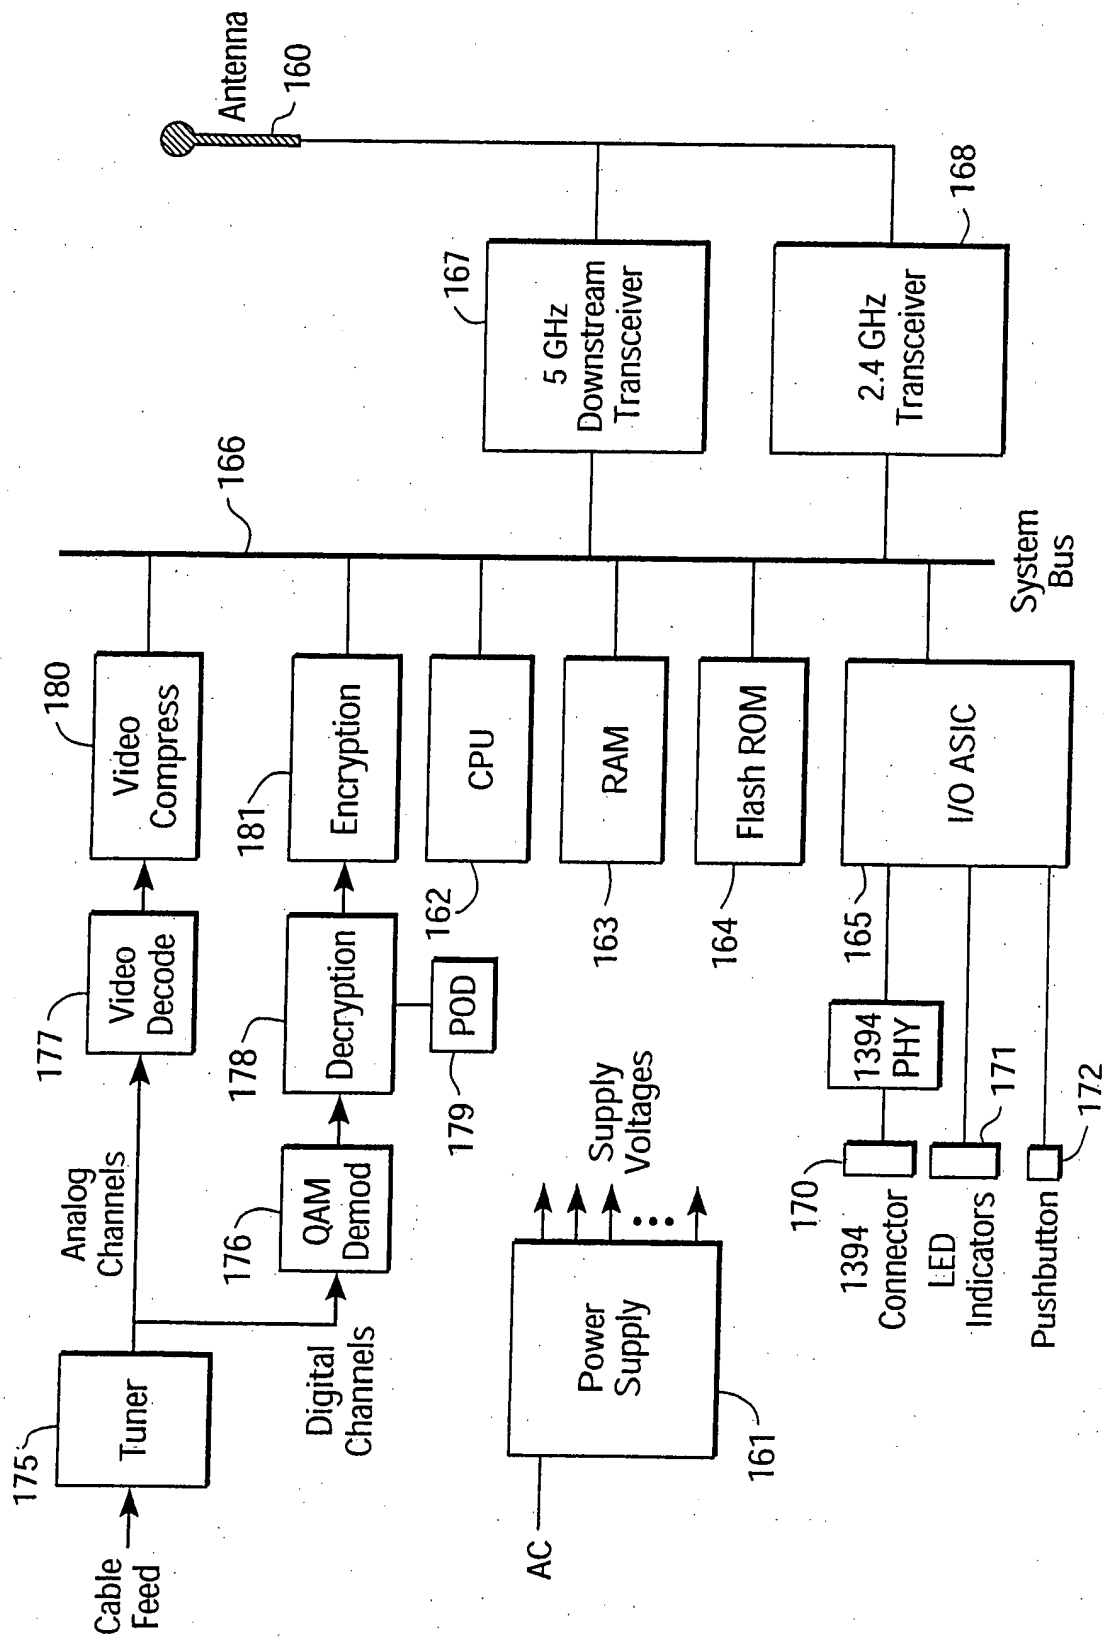 Cable
Feed
175
Tuner
Analog
Channels
Digital
Channels
177
Video
Decode
180
Video
Compress
176
QAM
Demod
178
Decryption
181
Encryption
179
POD
162
CPU
163
RAM
164
Flash ROM
165
I/O ASIC
166
System
Bus
167
5 GHz
Downstream
Transceiver
168
2.4 GHz
Transceiver
Antenna
160
AC
Power
Supply
161
Supply
Voltages
1394
PHY
170
1394
Connector
171
LED
Indicators
172
Pushbutton